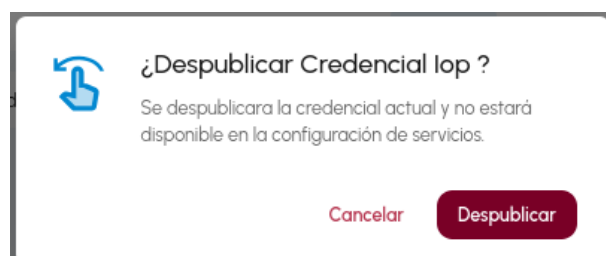 ¿Despublicar Credencial Iop ?
Se despublicara la credencial actual y no estará
disponible en la configuración de servicios.
Cancelar
Despublicar